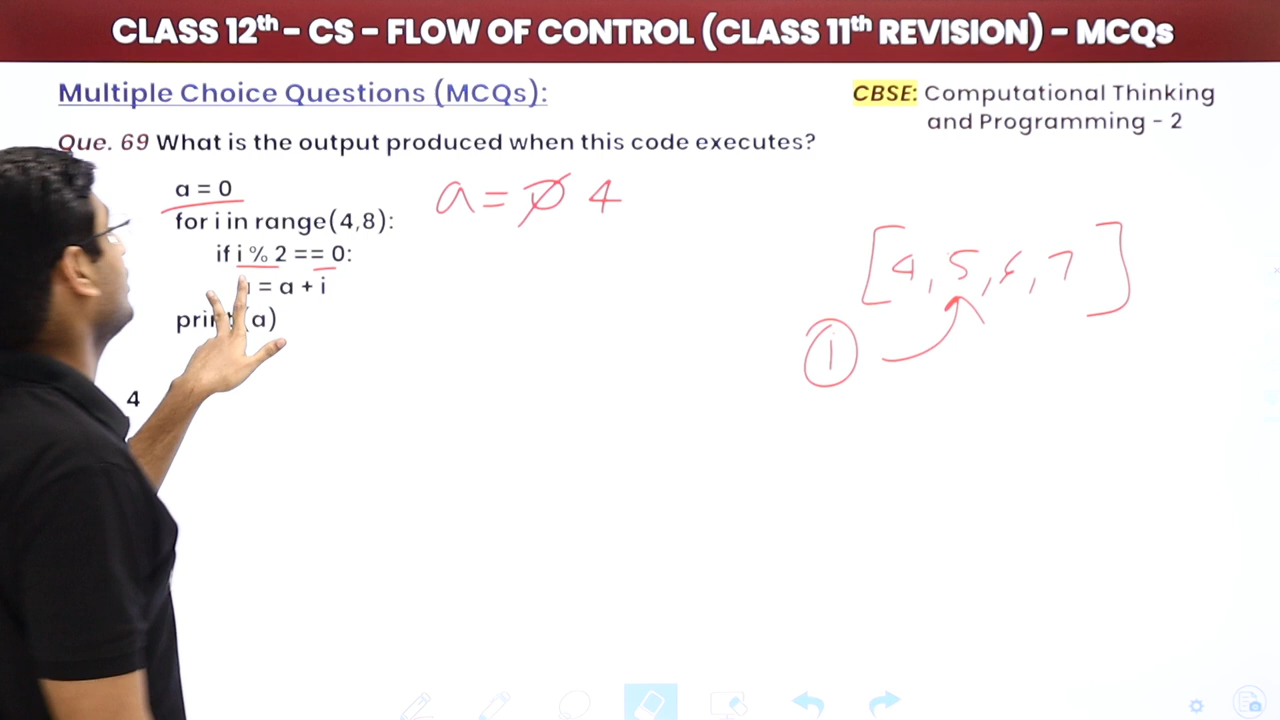 CLASS 12th – CS – FLOW OF CONTROL (CLASS 11th REVISION) – MCQs
Multiple Choice Questions (MCQs):
CBSE: Computational Thinking
and Programming - 2
Que. 69 What is the output produced when this code executes?
a = 0
a = 0 4
for i in range(4,8):
if i % 2 == 0:
= a + i
[4, 5, 6, 7]
(a)
i
4